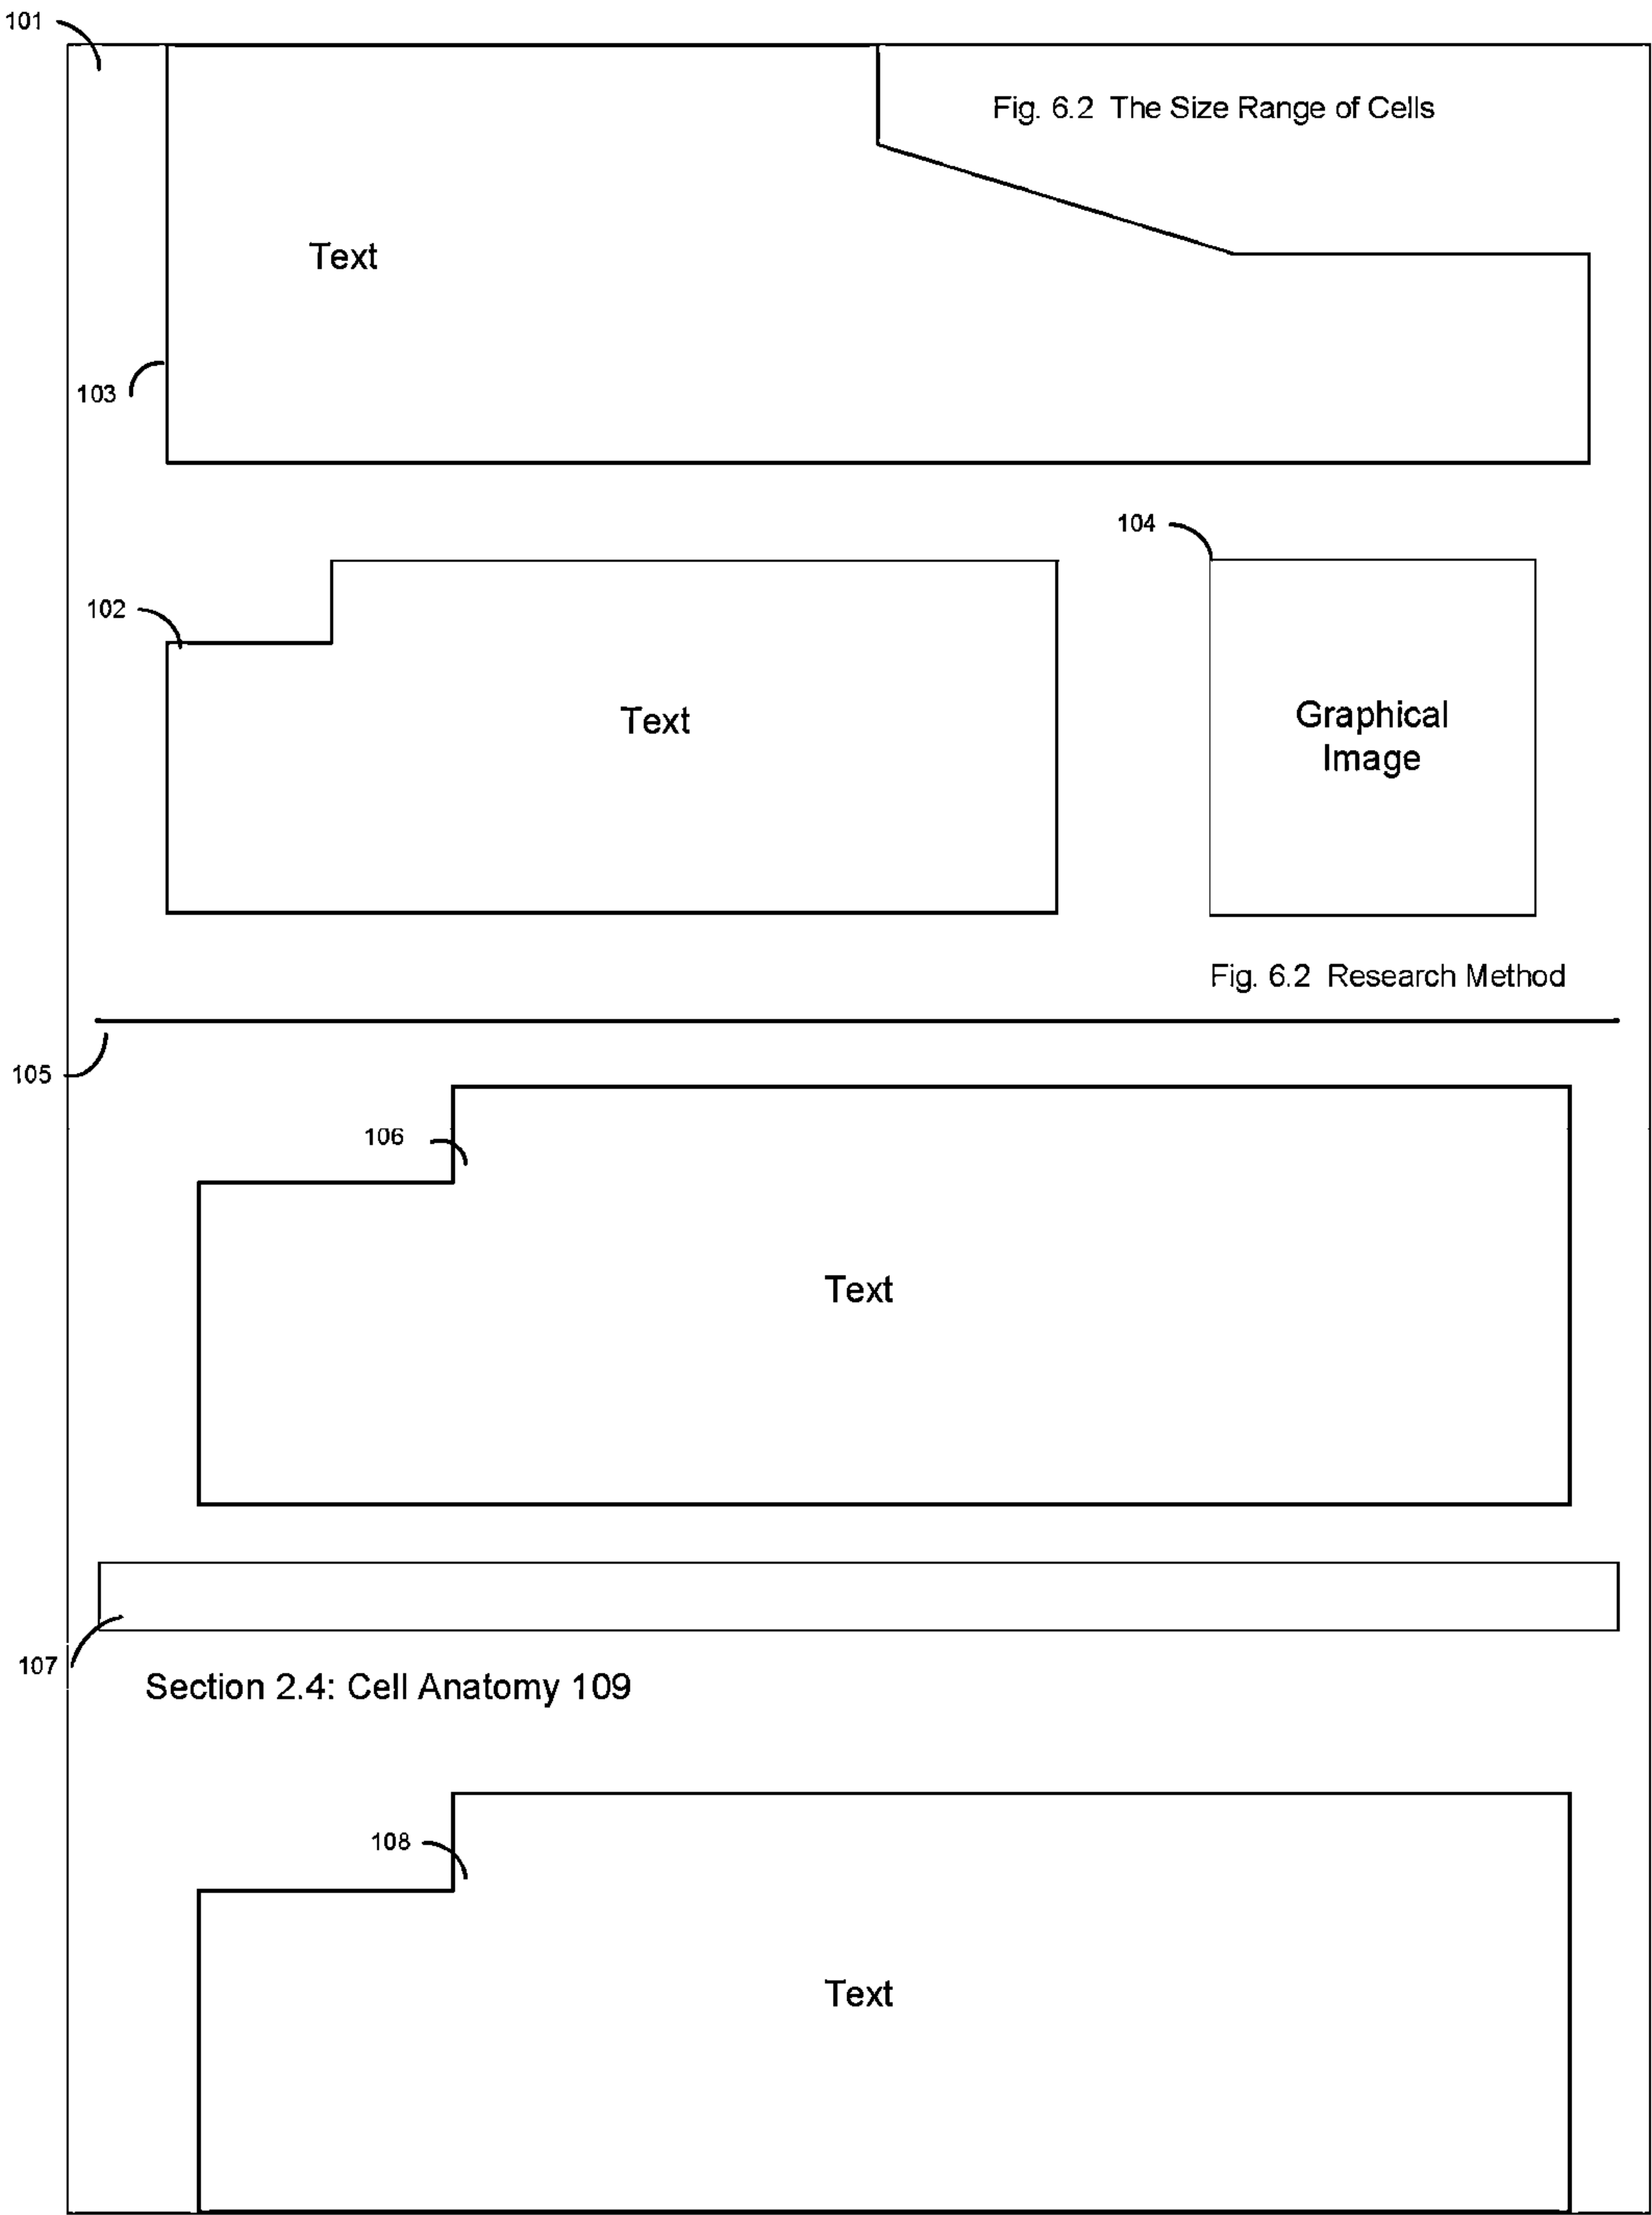 101
Fig. 6.2 The Size Range of Cells
Text
103
104
102
Text
Graphical
Image
Fig. 6.2 Research Method
105
106
Text
107
Section 2.4: Cell Anatomy 109
108
Text